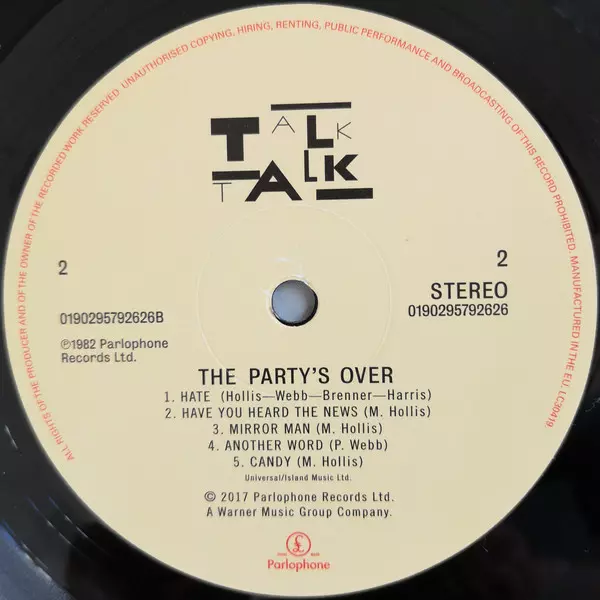 ALL RIGHTS OF THE PRODUCER AND OF THE OWNER OF THE RECORDED WORK RESERVED. UNAUTHORISED COPYING, HIRING, RENTING, PUBLIC PERFORMANCE AND BROADCASTING OF THIS RECORD PROHIBITED. MANUFACTURED IN THE EU. LC30419
TALK
TALK
2
2
STEREO
0190295792626B
0190295792626
℗1982 Parlophone
Records Ltd.
THE PARTY'S OVER
1. HATE (Hollis—Webb—Brenner—Harris)
2. HAVE YOU HEARD THE NEWS (M. Hollis)
3. MIRROR MAN (M. Hollis)
4. ANOTHER WORD (P. Webb)
5. CANDY (M. Hollis)
Universal/Island Music Ltd.
© 2017 Parlophone Records Ltd.
A Warner Music Group Company.
£
Parlophone